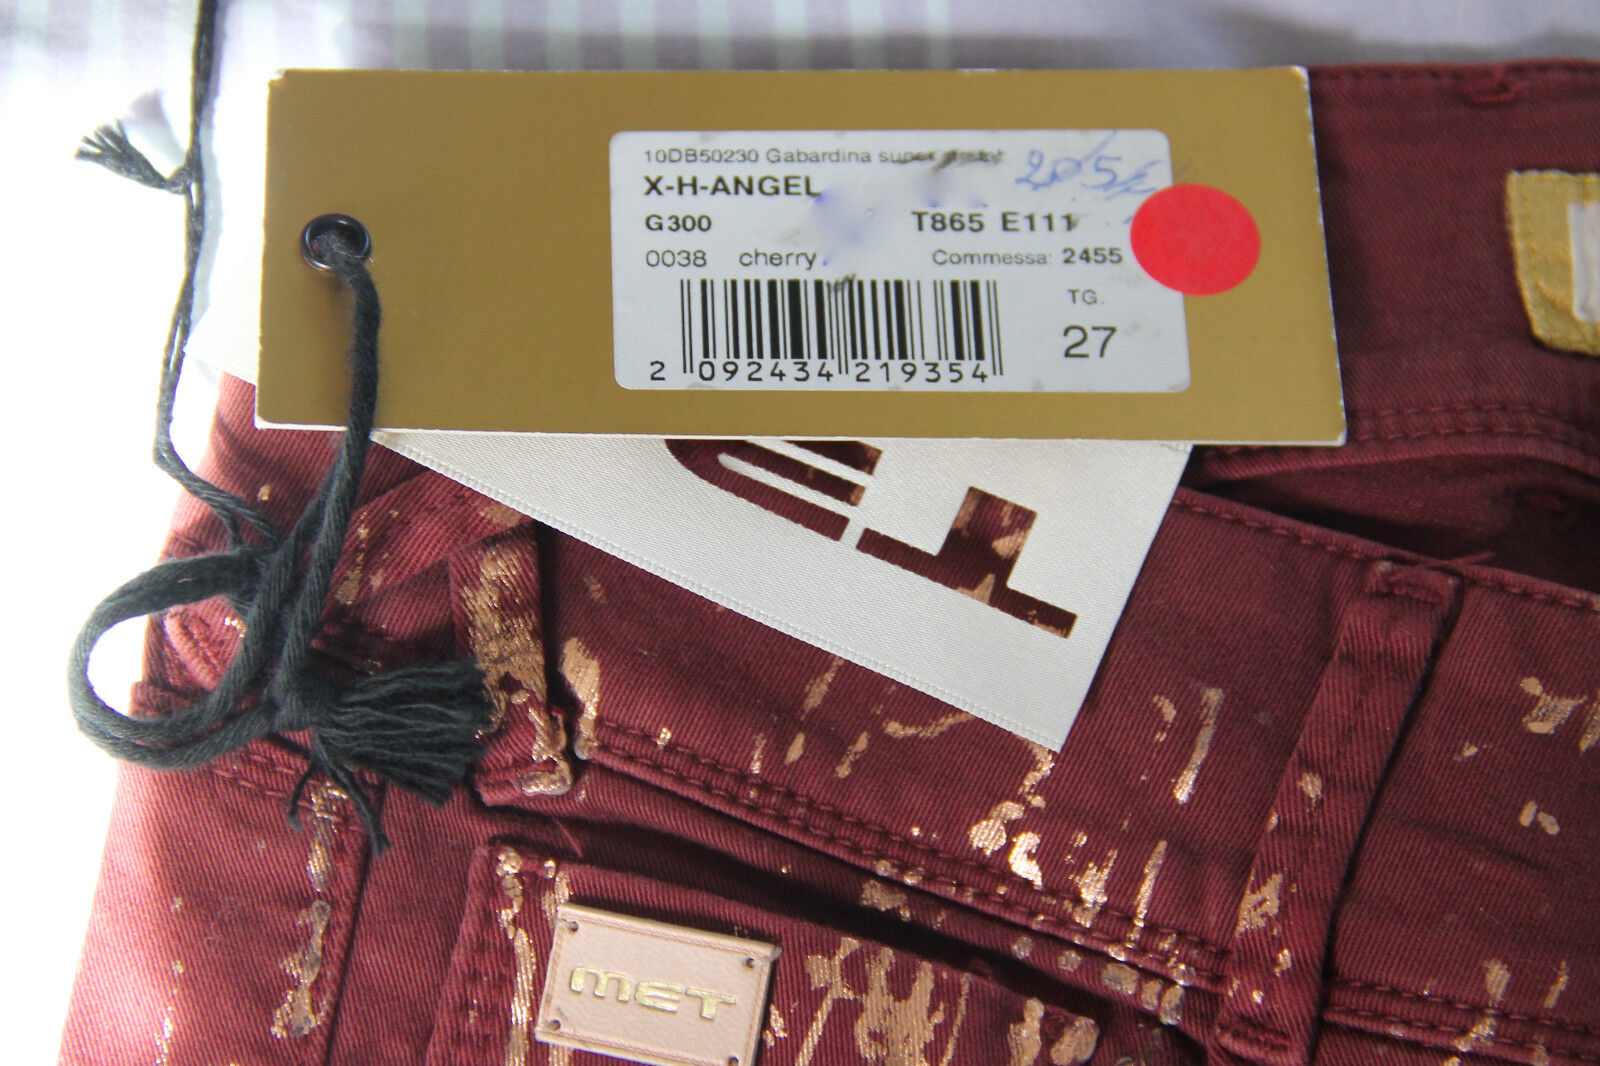 10DB50230 Gabardina super
X-H-ANGEL
G300 T865 E111
0038 cherry Commessa: 2455
TG.
27
2 092434 219354
MET